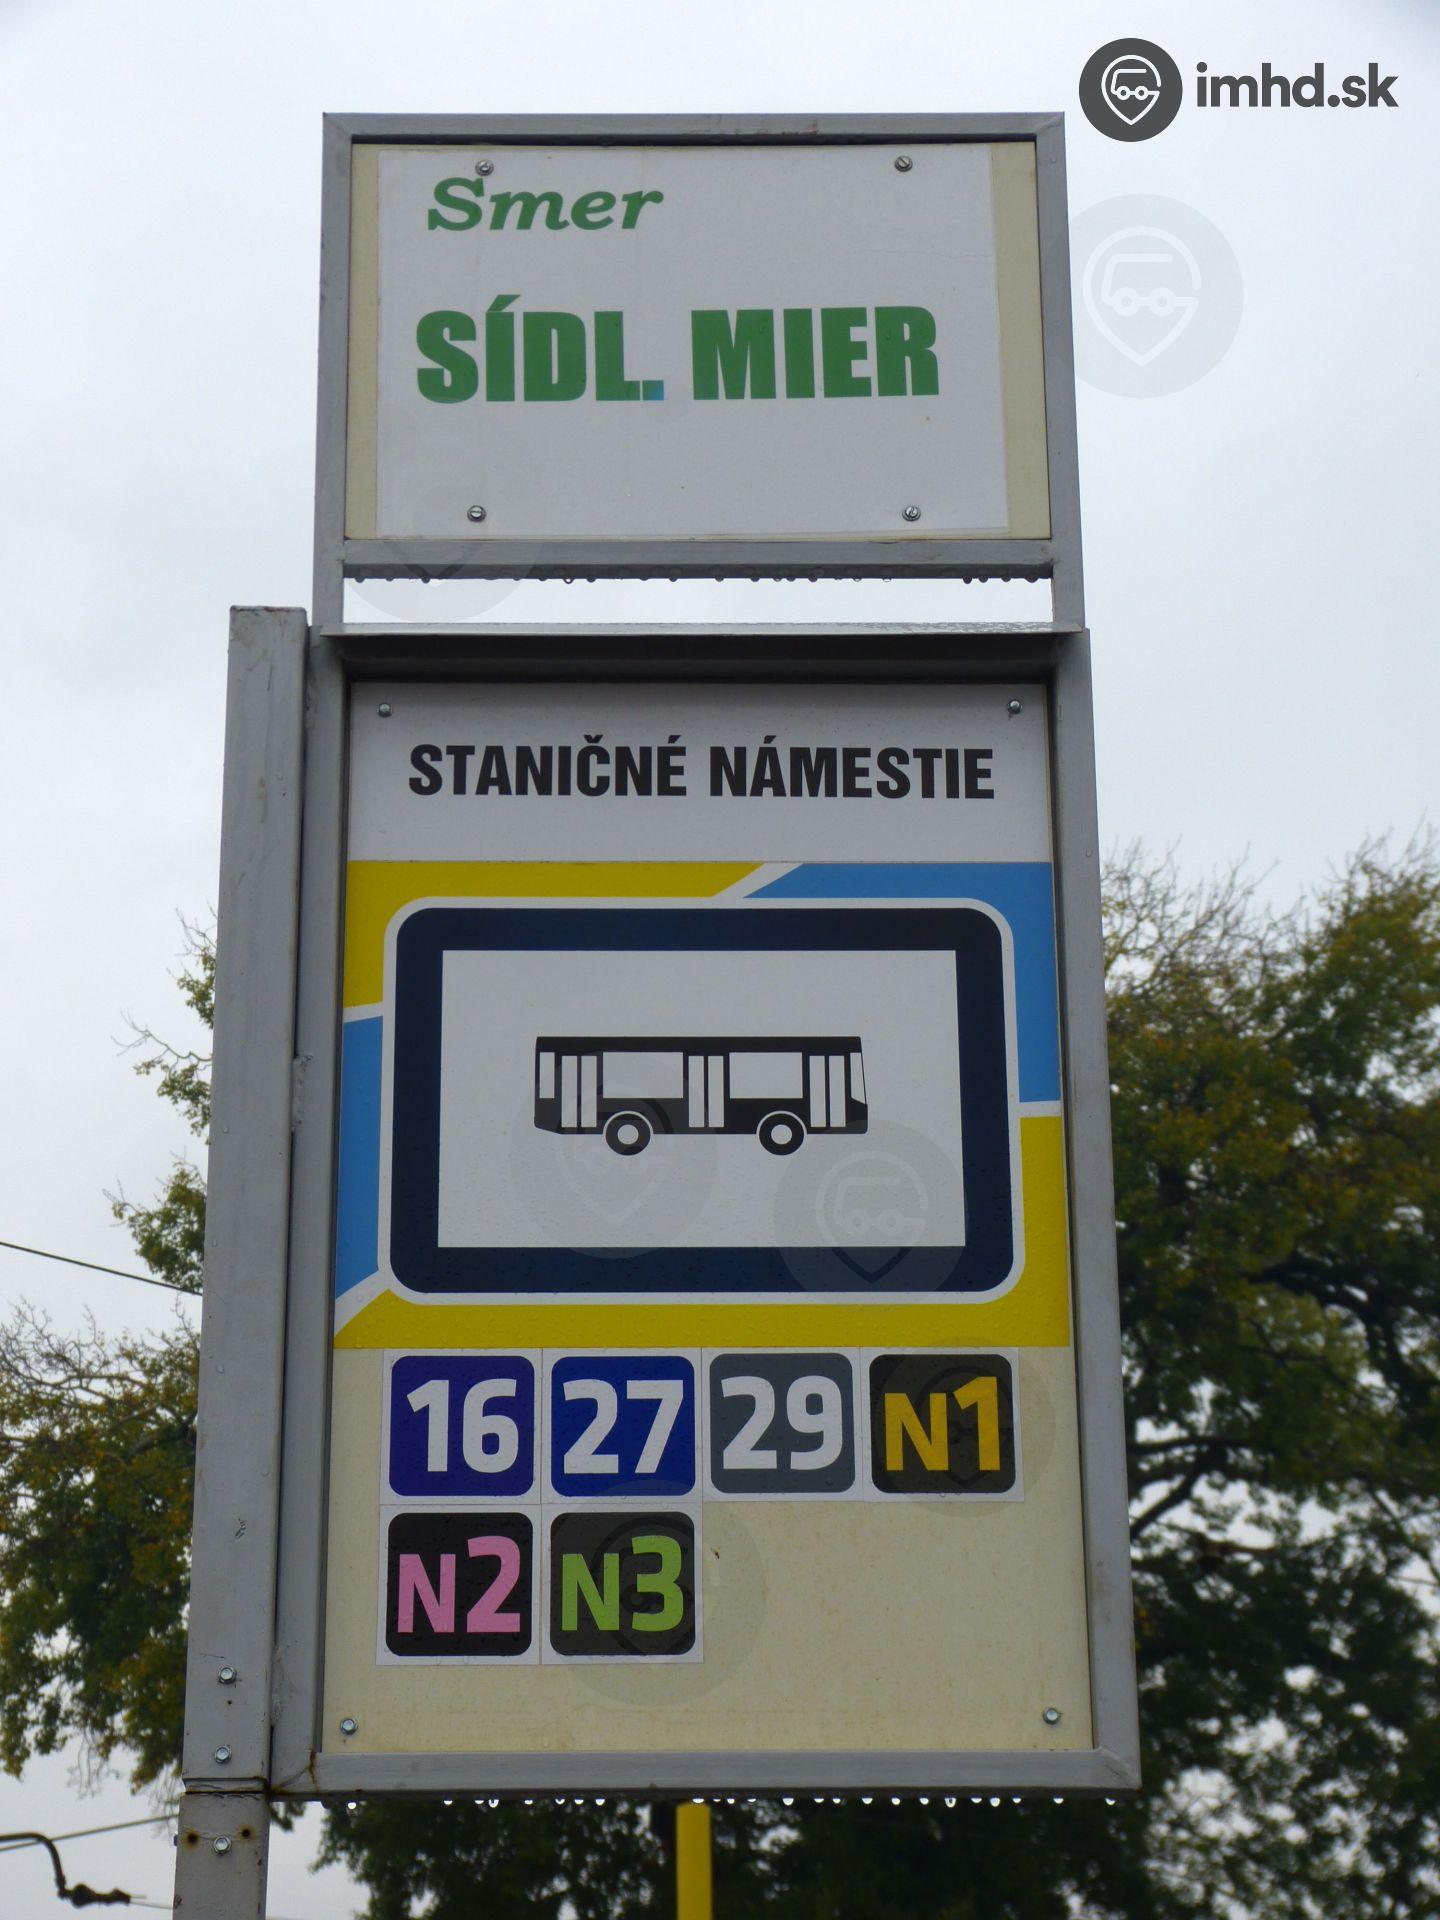 imhd.sk
Smer
SÍDL. MIER
STANIČNÉ NÁMESTIE
16 27 29 N1
N2 N3